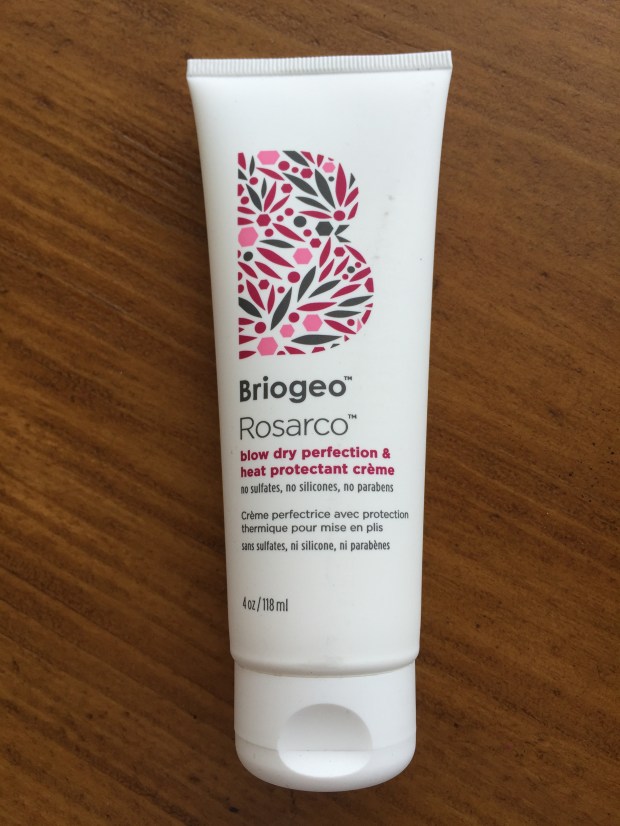 B
Briogeo™
Rosarco™
blow dry perfection &
heat protectant crème
no sulfates, no silicones, no parabens
Crème perfectrice avec protection
thermique pour mise en plis
sans sulfates, ni silicone, ni parabènes
4 oz / 118 ml